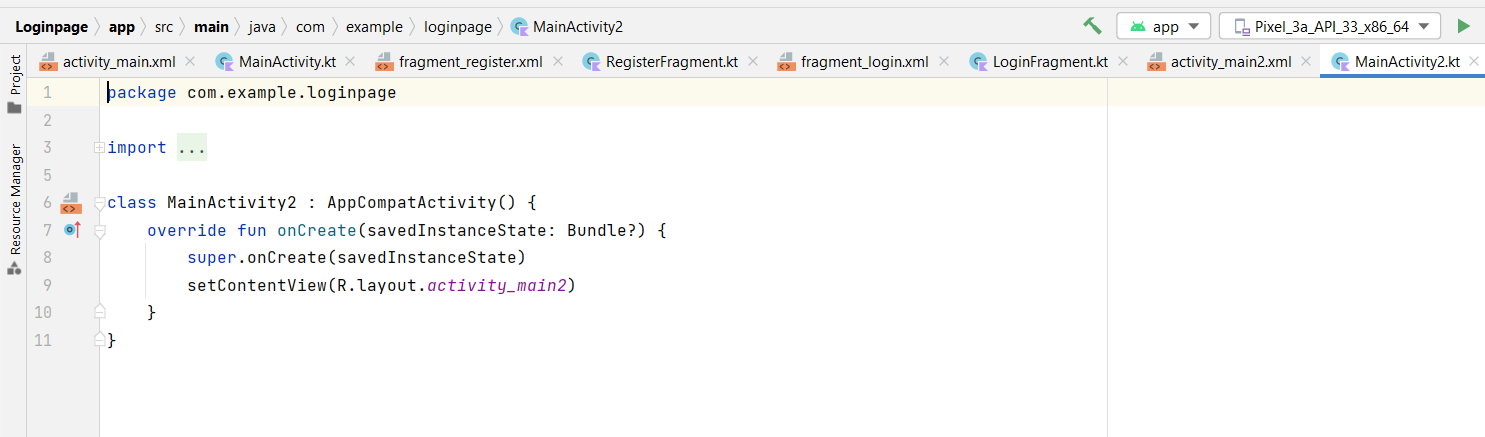 Loginpage app src main java com example loginpage MainActivity2 app Pixel_3a_API_33_x86_64
activity_main.xml MainActivity.kt fragment_register.xml RegisterFragment.kt fragment_login.xml LoginFragment.kt activity_main2.xml MainActivity2.kt
Project
Resource Manager
1 package com.example.loginpage
2
3 import ...
5
6 class MainActivity2 : AppCompatActivity() {
7 override fun onCreate(savedInstanceState: Bundle?) {
8 super.onCreate(savedInstanceState)
9 setContentView(R.layout.activity_main2)
10 }
11 }